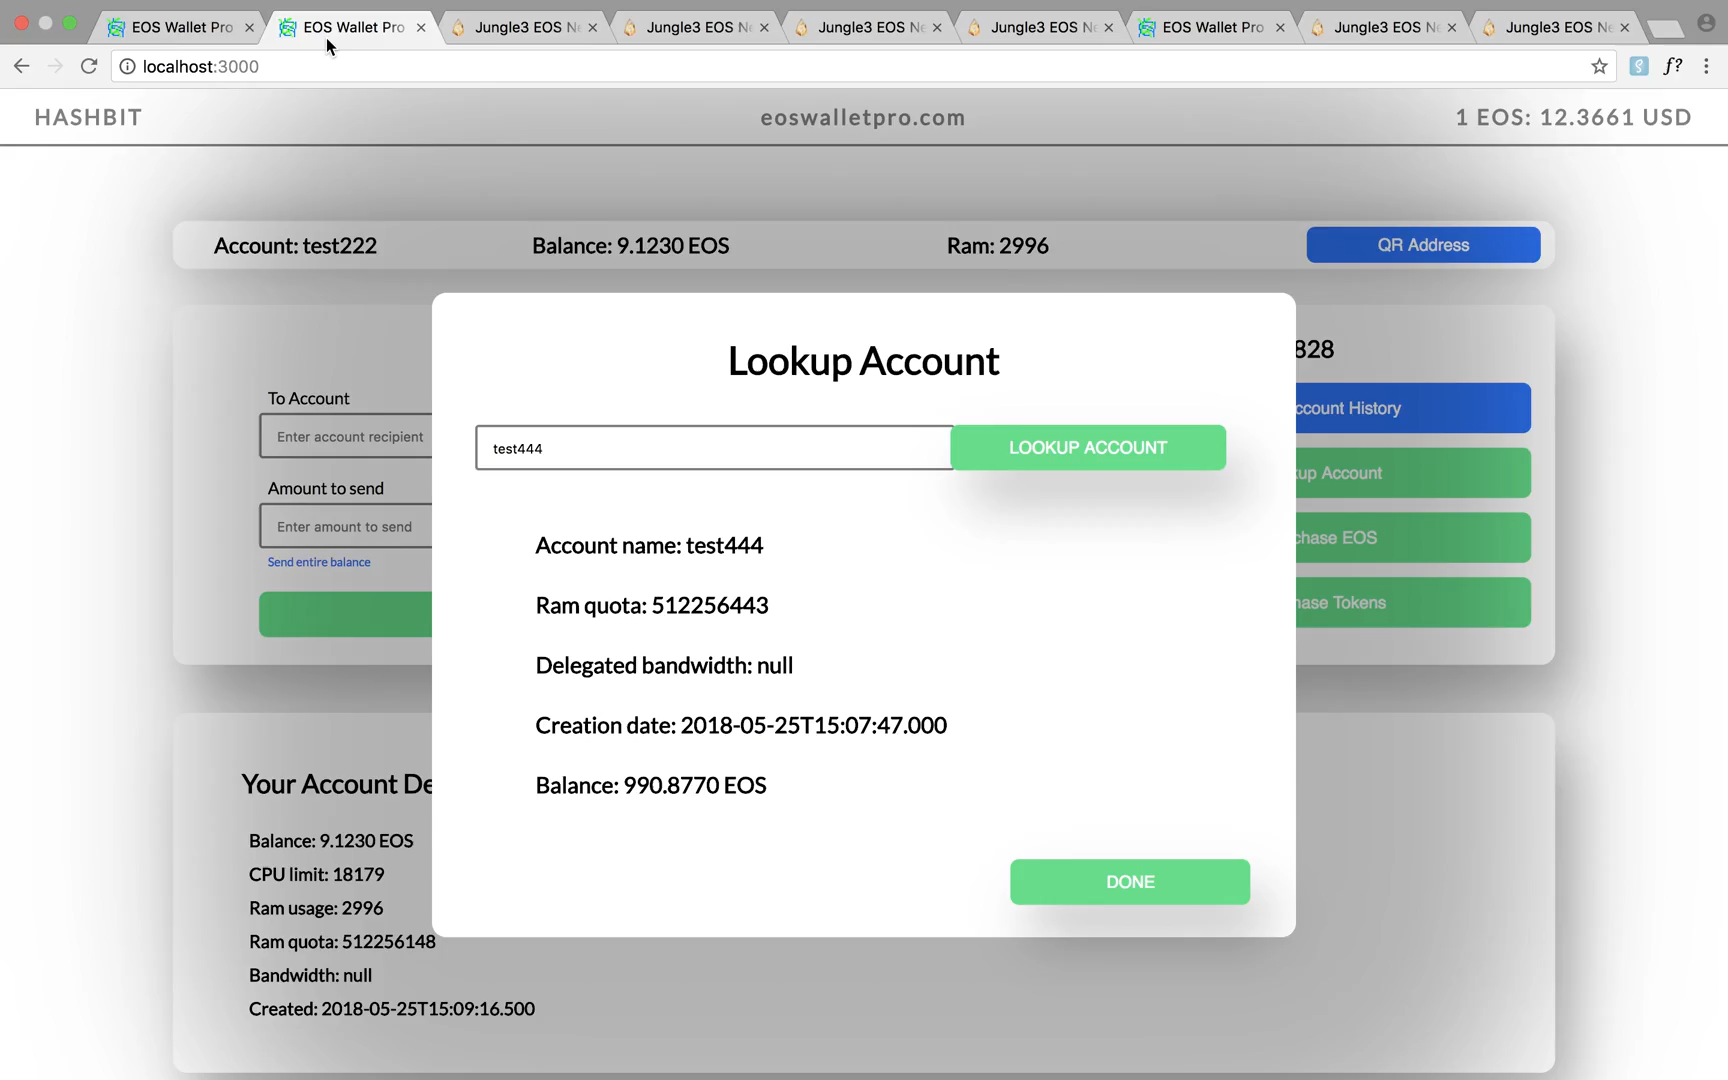 EOS Wallet Pro
EOS Wallet Pro
Jungle3 EOS Ne
Jungle3 EOS Ne
Jungle3 EOS Ne
Jungle3 EOS Ne
EOS Wallet Pro
Jungle3 EOS Ne
Jungle3 EOS Ne
localhost:3000
f?
HASHBIT
eoswalletpro.com
1 EOS: 12.3661 USD
Account: test222
Balance: 9.1230 EOS
Ram: 2996
QR Address
Lookup Account
828
To Account
Enter account recipient
test444
LOOKUP ACCOUNT
ccount History
Amount to send
Enter amount to send
Send entire balance
up Account
chase EOS
hase Tokens
Account name: test444
Ram quota: 512256443
Delegated bandwidth: null
Creation date: 2018-05-25T15:07:47.000
Balance: 990.8770 EOS
DONE
Your Account De
Balance: 9.1230 EOS
CPU limit: 18179
Ram usage: 2996
Ram quota: 512256148
Bandwidth: null
Created: 2018-05-25T15:09:16.500